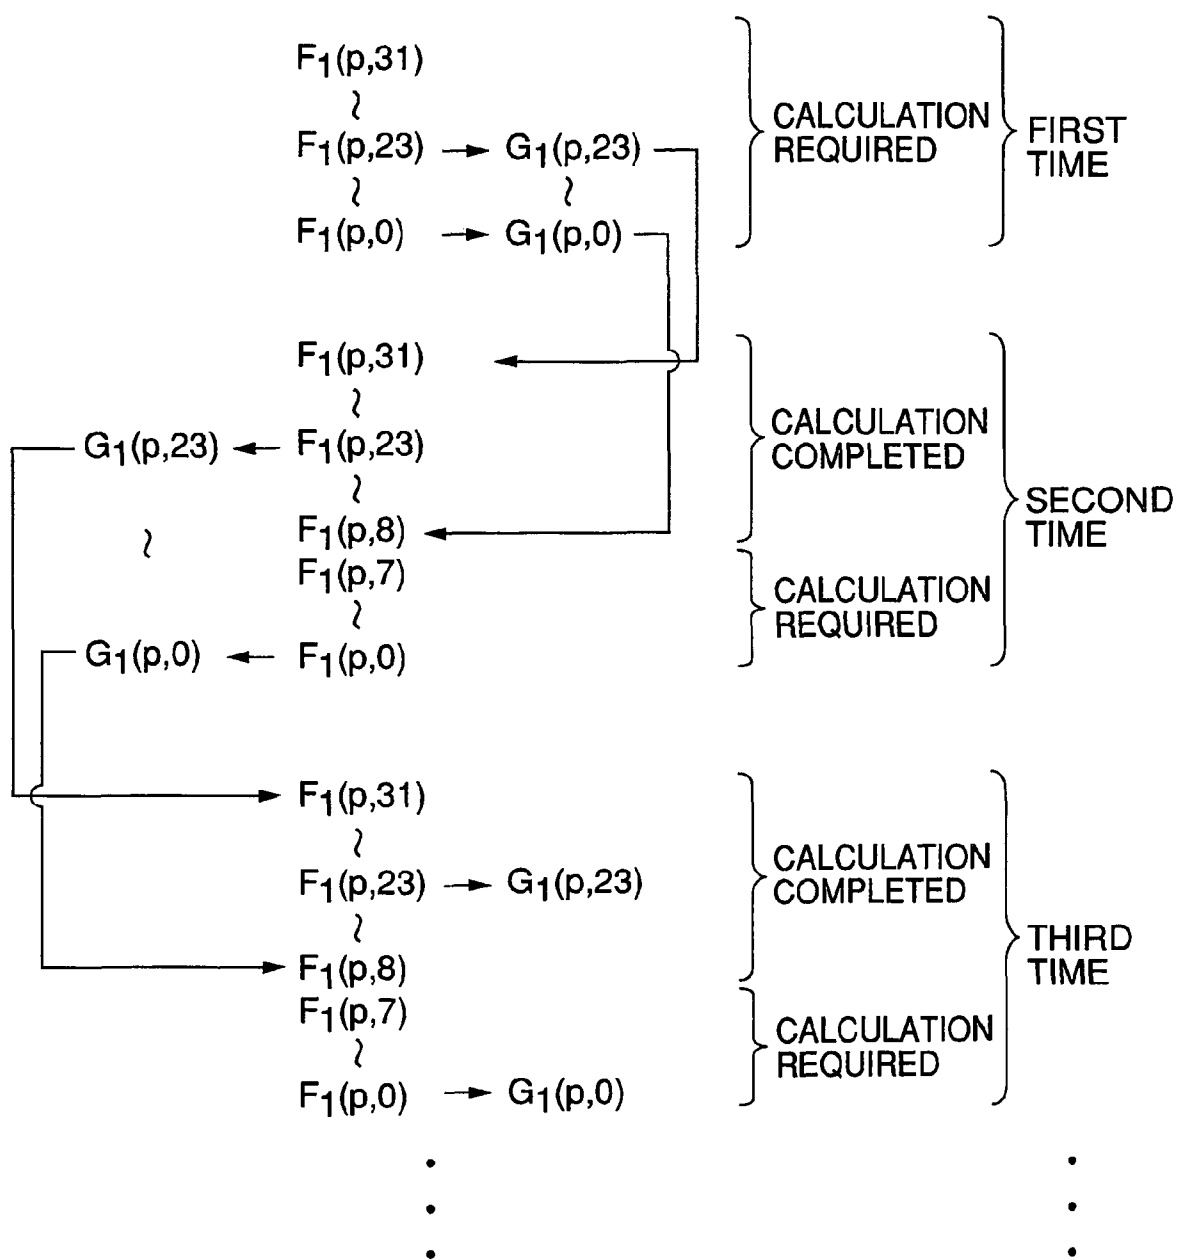 F1(p,31)
~
F1(p,23) → G1(p,23)
~ ~
F1(p,0) → G1(p,0)
CALCULATION
REQUIRED
FIRST
TIME
F1(p,31)
~
G1(p,23) ← F1(p,23)
~ ~
F1(p,8)
F1(p,7)
~
G1(p,0) ← F1(p,0)
CALCULATION
COMPLETED
CALCULATION
REQUIRED
SECOND
TIME
F1(p,31)
~
F1(p,23) → G1(p,23)
~
F1(p,8)
F1(p,7)
~
F1(p,0) → G1(p,0)
CALCULATION
COMPLETED
CALCULATION
REQUIRED
THIRD
TIME